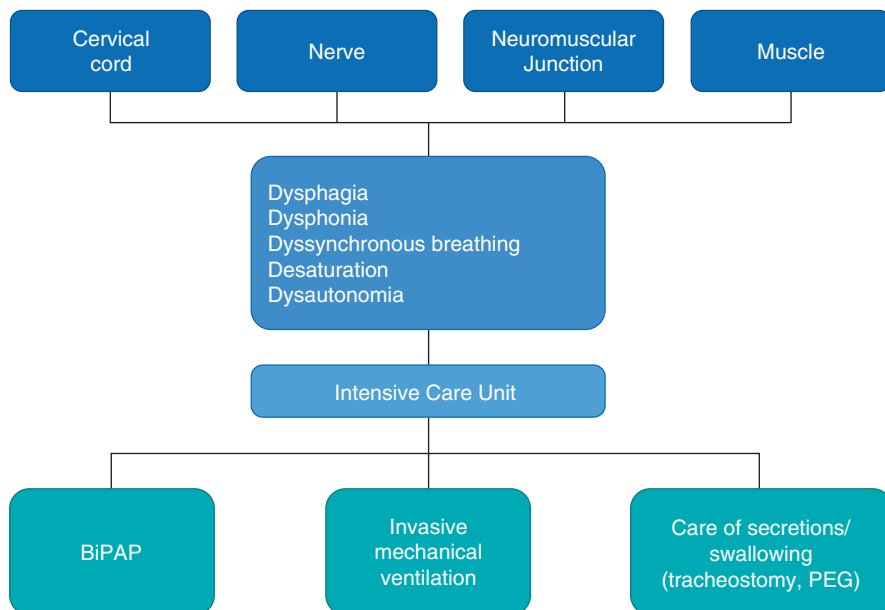 Cervical
cord
Nerve
Neuromuscular
Junction
Muscle
Dysphagia
Dysphonia
Dyssynchronous breathing
Desaturation
Dysautonomia
Intensive Care Unit
BiPAP
Invasive
mechanical
ventilation
Care of secretions/
swallowing
(tracheostomy, PEG)